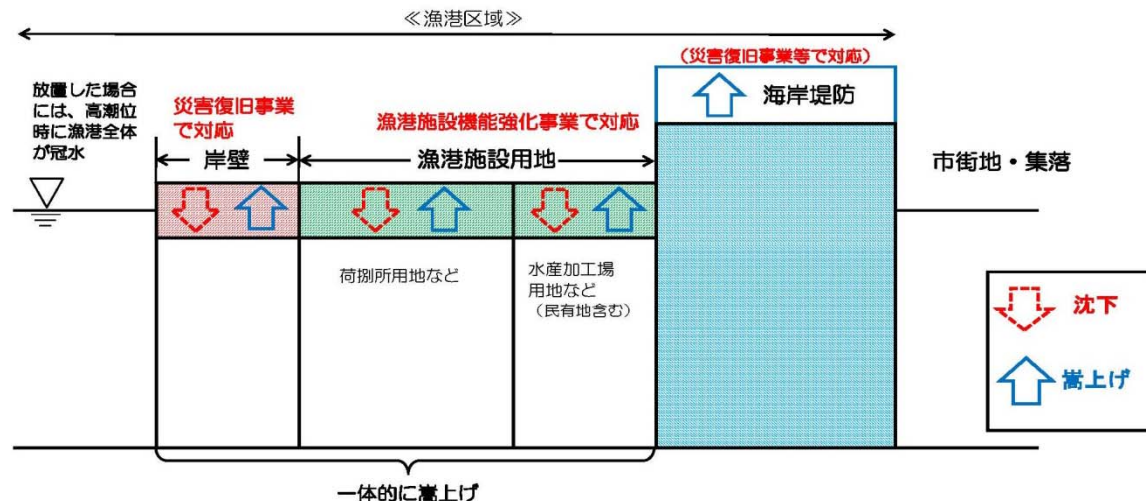 ≪漁港区域≫
(災害復旧事業等で対応)
海岸堤防
放置した場合
には、高潮位
時に漁港全体
が冠水
災害復旧事業
で対応
漁港施設機能強化事業で対応
岸壁
漁港施設用地
市街地・集落
荷捌所用地など
水産加工場
用地など
(民有地含む)
沈下
嵩上げ
一体的に嵩上げ